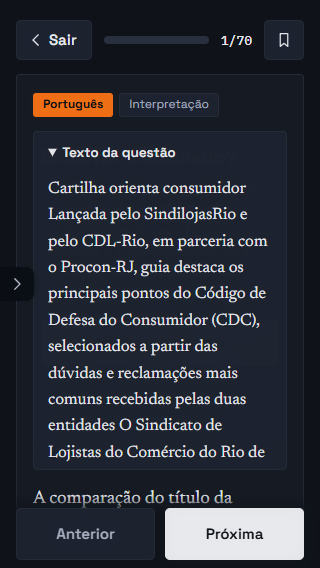 Sair
1/70
Português
Interpretação
▼ Texto da questão
Cartilha orienta consumidor
Lançada pelo SindilojasRio e
pelo CDL-Rio, em parceria com
o Procon-RJ, guia destaca os
principais pontos do Código de
Defesa do Consumidor (CDC),
selecionados a partir das
dúvidas e reclamações mais
comuns recebidas pelas duas
entidades O Sindicato de
Lojistas do Comércio do Rio de
A comparação do título da
Anterior
Próxima